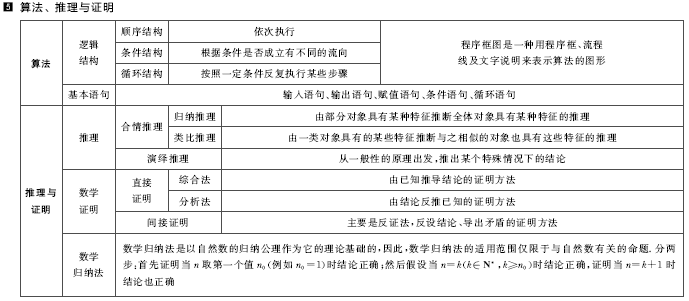 5 算法、推理与证明
算法
逻辑
结构
顺序结构
依次执行
条件结构
根据条件是否成立有不同的流向
循环结构
按照一定条件反复执行某些步骤
程序框图是一种用程序框、流程
线及文字说明来表示算法的图形
基本语句
输入语句、输出语句、赋值语句、条件语句、循环语句
推理与
证明
推理
合情推理
归纳推理
由部分对象具有某种特征推断全体对象具有某种特征的推理
类比推理
由一类对象具有的某些特征推断与之相似的对象也具有这些特征的推理
演绎推理
从一般性的原理出发,推出某个特殊情况下的结论
数学
证明
直接
证明
综合法
由已知推导结论的证明方法
分析法
由结论反推已知的证明方法
间接证明
主要是反证法,反设结论、导出矛盾的证明方法
数学
归纳法
数学归纳法是以自然数的归纳公理作为它的理论基础的,因此,数学归纳法的适用范围仅限于与自然数有关的命题.分两
步:首先证明当n取第一个值n₀(例如n₀=1)时结论正确;然后假设当n=k(k∈N*,k≥n₀)时结论正确,证明当n=k+1时
结论也正确